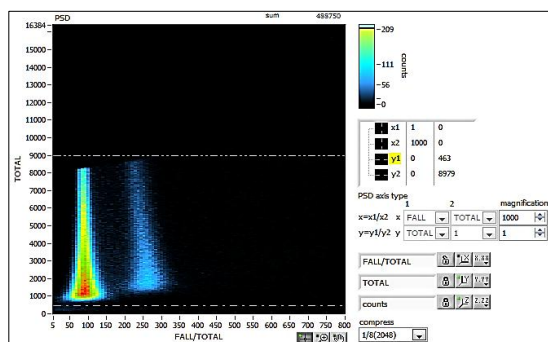 PSD sum 499750
16384
15000
14000
13000
12000
11000
10000
9000
8000
7000
6000
5000
4000
3000
2000
1000
0
TOTAL
5 50 100 150 200 250 300 350 400 450 500 550 600 650 700 800
FALL/TOTAL
209
111
56
0
counts
x1 1 0
x2 1000 0
y1 0 463
y2 0 8979
PSD axis type
1 2 magnification
x=x1/x2 x FALL TOTAL 1000
y=y1/y2 y TOTAL 1 1
FALL/TOTAL X X.XX
TOTAL Y Y.YY
counts Z Z.ZZ
compress
1/8(2048)